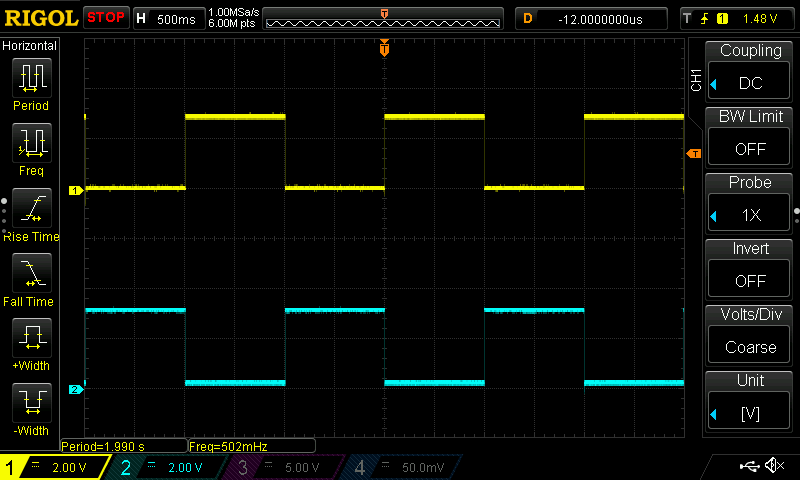 RIGOL STOP H 500ms 1.00MSa/s 6.00M pts T D -12.0000000us T 1 1.48 V
Horizontal
Period
Freq
Rise Time
Fall Time
+Width
-Width
T
1
2
T
CH1
Coupling
DC
BW Limit
OFF
Probe
1X
Invert
OFF
Volts/Div
Coarse
Unit
[V]
Period=1.990 s Freq=502mHz
1 2.00 V 2 2.00 V 3 5.00 V 4 50.0mV